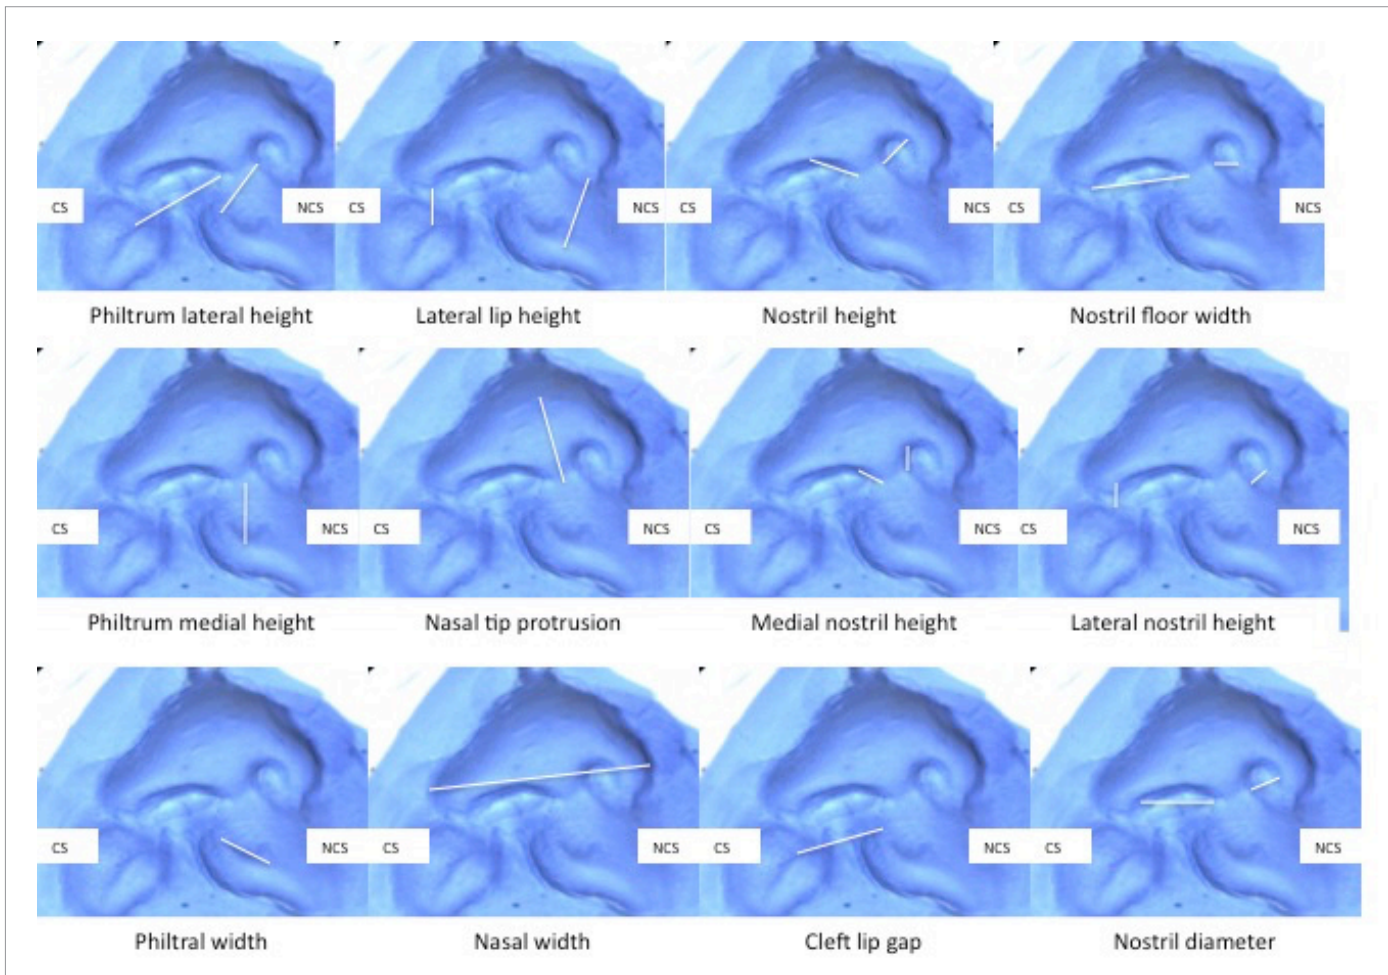 CS NCS CS NCS CS NCS CS NCS
Philtrum lateral height Lateral lip height Nostril height Nostril floor width
CS NCS CS NCS CS NCS CS NCS
Philtrum medial height Nasal tip protrusion Medial nostril height Lateral nostril height
CS NCS CS NCS CS NCS CS NCS
Philtral width Nasal width Cleft lip gap Nostril diameter